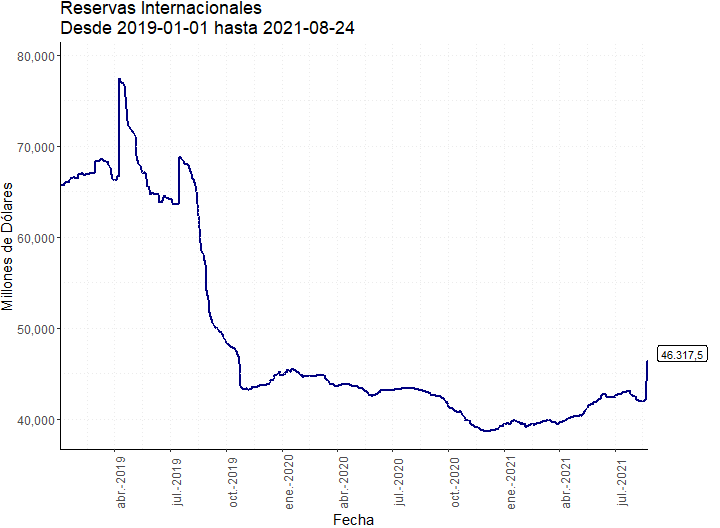 Reservas Internacionales
Desde 2019-01-01 hasta 2021-08-24
Millones de Dólares
80,000
70,000
60,000
50,000
40,000
46.317,5
abr.-2019
jul.-2019
oct.-2019
ene.-2020
abr.-2020
jul.-2020
oct.-2020
ene.-2021
abr.-2021
jul.-2021
Fecha